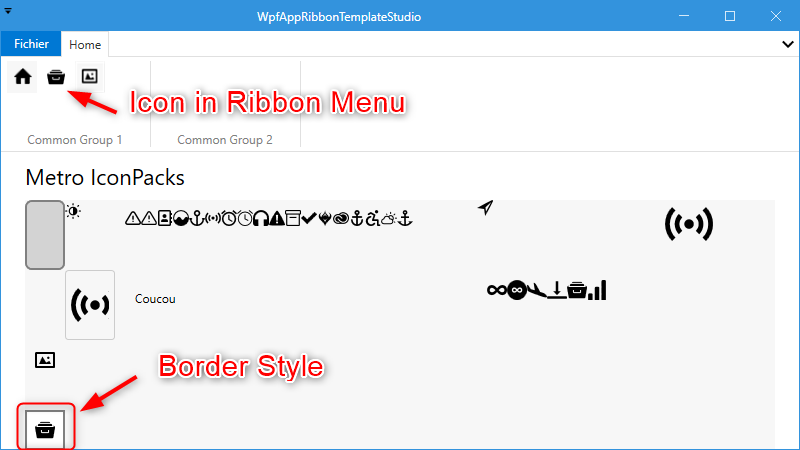 WpfAppRibbonTemplateStudio
Fichier Home
Icon in Ribbon Menu
Common Group 1 Common Group 2
Metro IconPacks
Coucou
Border Style